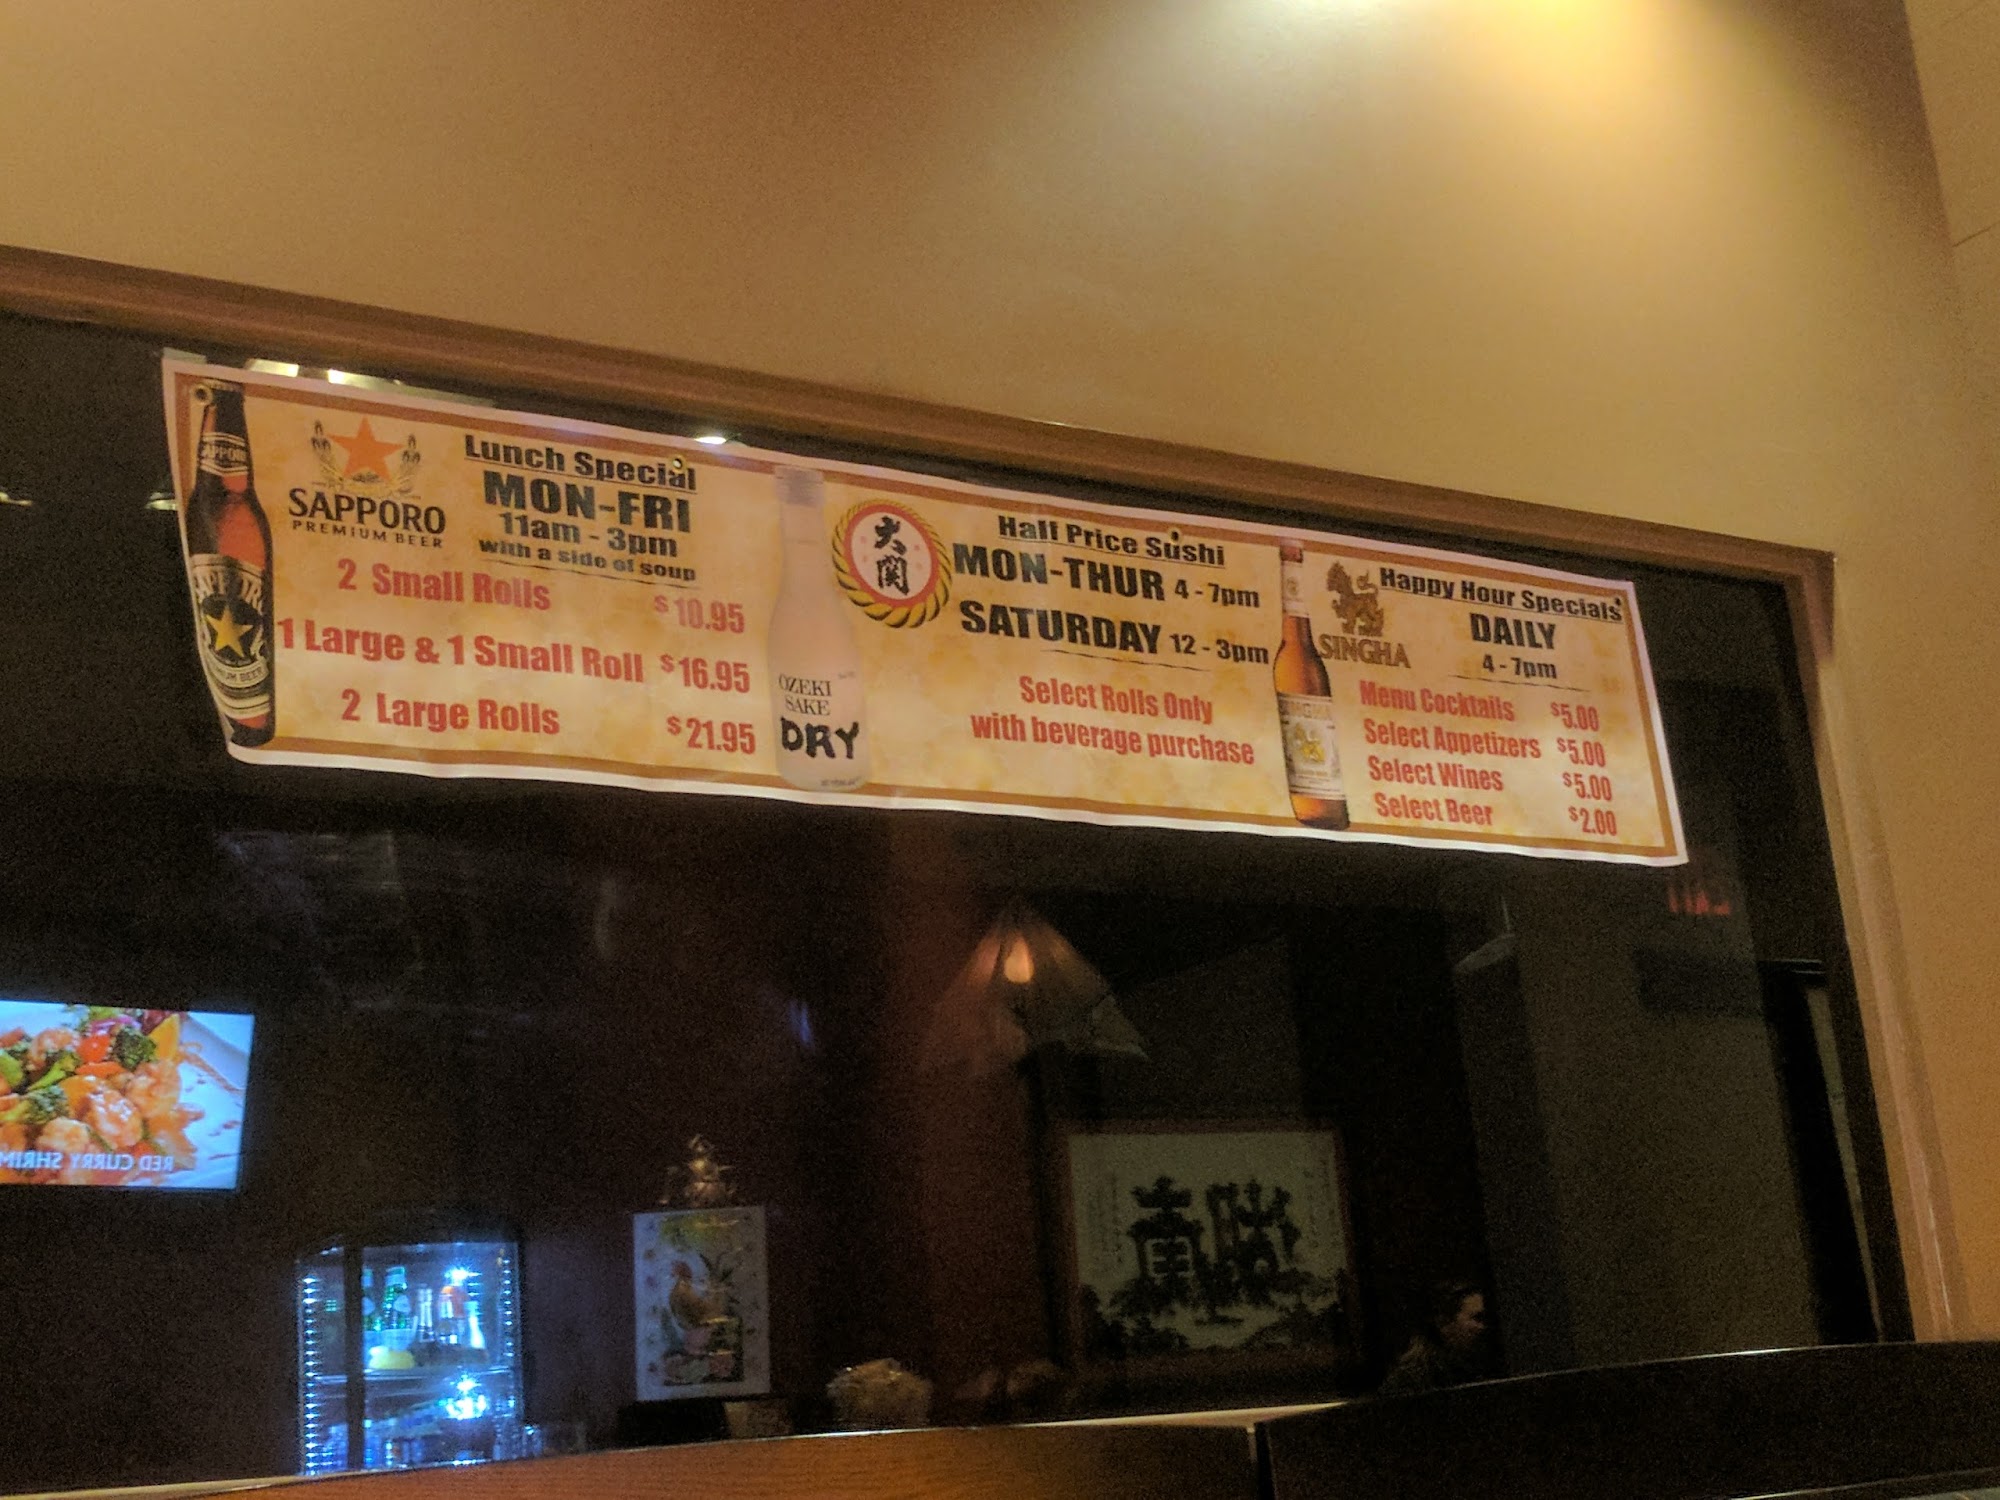 SAPPORO
PREMIUM BEER
Lunch Special
MON-FRI
11am - 3pm
with a side of soup
2 Small Rolls $10.95
1 Large & 1 Small Roll $16.95
2 Large Rolls $21.95
OZEKI
SAKE
DRY
大関
Half Price Sushi
MON-THUR 4 - 7pm
SATURDAY 12 - 3pm
Select Rolls Only
with beverage purchase
SINGHA
Happy Hour Specials
DAILY
4 - 7pm
Menu Cocktails $5.00
Select Appetizers $5.00
Select Wines $5.00
Select Beer $2.00
SAPPORO
SAPPORO
SINGHA
RED CURRY SHRIM